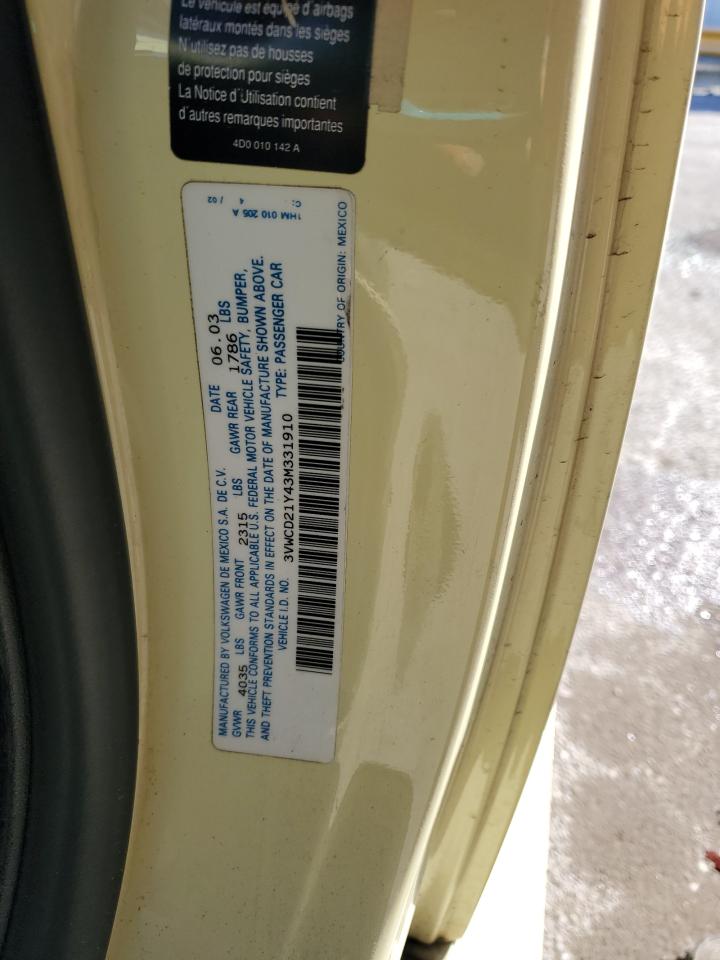 Le véhicule est équipé d'airbags
latéraux montés dans les sièges
N'utilisez pas de housses
de protection pour sièges
La Notice d'Utilisation contient
d'autres remarques importantes
4D0 010 142 A
MANUFACTURED BY VOLKSWAGEN DE MEXICO S.A. DE C.V. DATE 06.03
GVWR 4035 LBS GAWR FRONT 2315 LBS GAWR REAR 1786 LBS
THIS VEHICLE CONFORMS TO ALL APPLICABLE U.S. FEDERAL MOTOR VEHICLE SAFETY, BUMPER,
AND THEFT PREVENTION STANDARDS IN EFFECT ON THE DATE OF MANUFACTURE SHOWN ABOVE.
VEHICLE I.D. NO. 3VWCD21Y43M331910 TYPE: PASSENGER CAR
COUNTRY OF ORIGIN: MEXICO
1HM 010 205 A